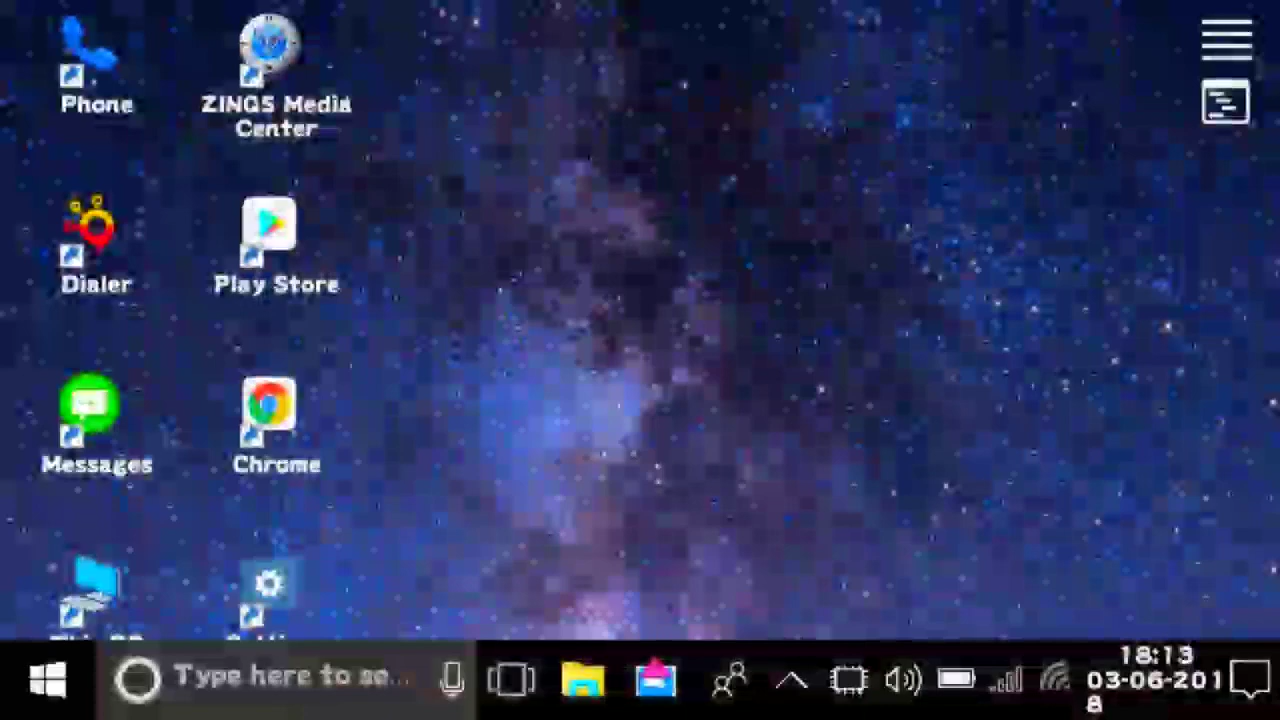 Phone
ZINGS Media
Center
Dialer
Play Store
Messages
Chrome
Type here to se...
18:13
03-06-201
8